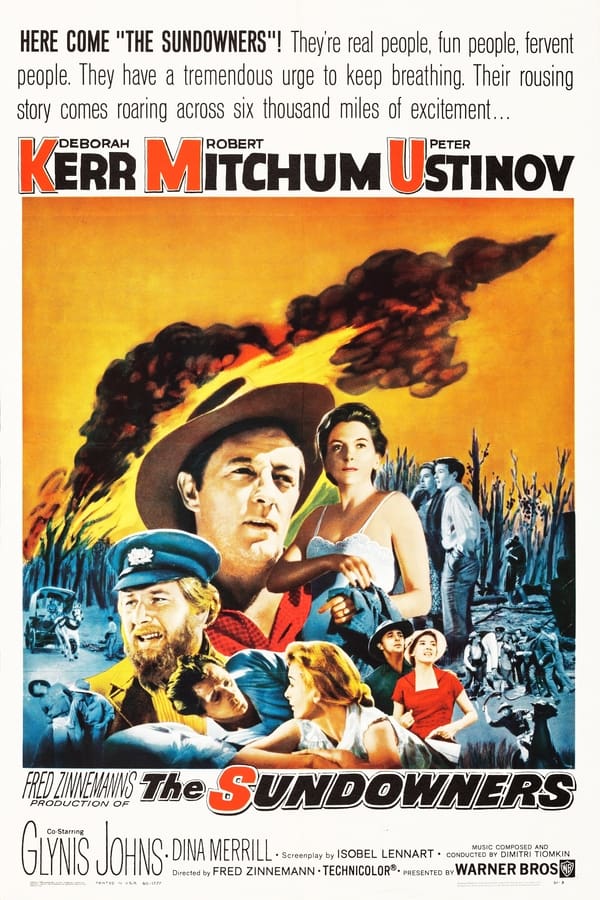 HERE COME "THE SUNDOWNERS"! They're real people, fun people, fervent
people. They have a tremendous urge to keep breathing. Their rousing
story comes roaring across six thousand miles of excitement...
DEBORAH ROBERT PETER
KERR MITCHUM USTINOV
FRED ZINNEMANN'S
PRODUCTION OF
THE SUNDOWNERS
Co-Starring
GLYNIS JOHNS · DINA MERRILL · Screenplay by ISOBEL LENNART · MUSIC COMPOSED AND
CONDUCTED BY DIMITRI TIOMKIN
Directed by FRED ZINNEMANN · TECHNICOLOR® · PRESENTED BY WARNER BROS WB
PRINTED IN U.S.A.